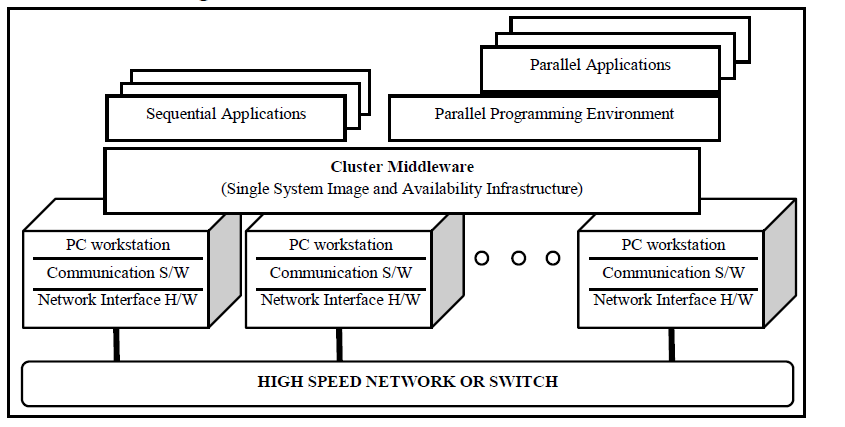 Parallel Applications
Sequential Applications
Parallel Programming Environment
Cluster Middleware
(Single System Image and Availability Infrastructure)
PC workstation
Communication S/W
Network Interface H/W
PC workstation
Communication S/W
Network Interface H/W
PC workstation
Communication S/W
Network Interface H/W
HIGH SPEED NETWORK OR SWITCH